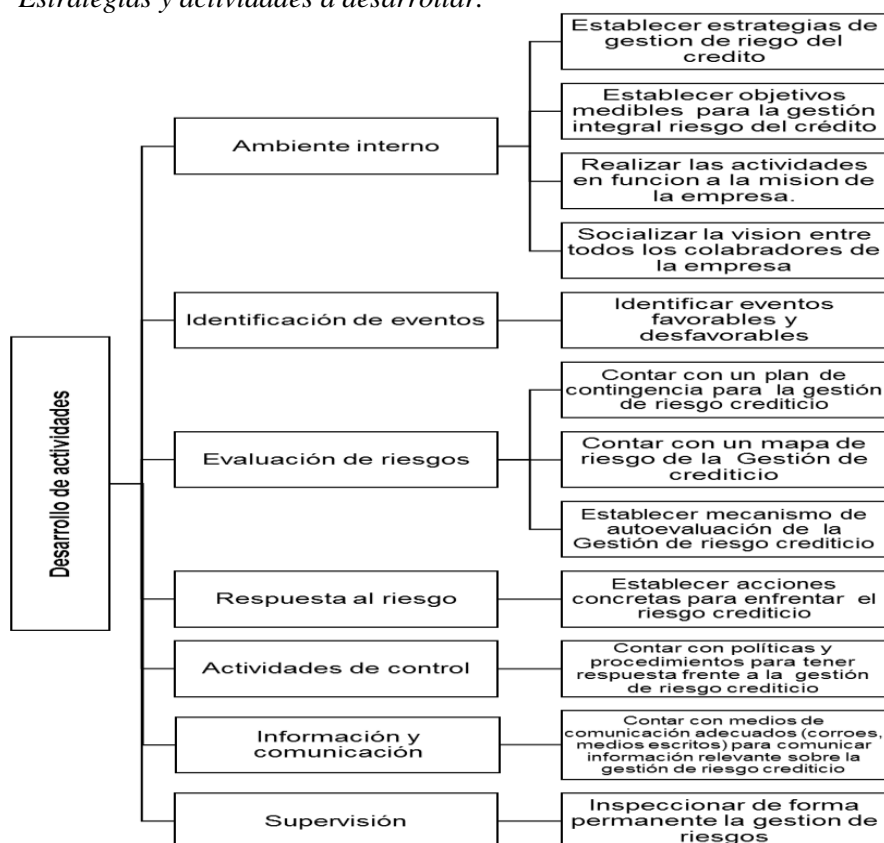 Estrategias y actividades a desarrollar.
Establecer estrategias de
gestion de riego del
credito
Establecer objetivos
medibles para la gestión
integral riesgo del crédito
Ambiente interno
Realizar las actividades
en funcion a la mision de
la empresa.
Socializar la vision entre
todos los colabradores de
la empresa
Identificación de eventos
Identificar eventos
favorables y
desfavorables
Desarrollo de actividades
Contar con un plan de
contingencia para la gestión
de riesgo crediticio
Evaluación de riesgos
Contar con un mapa de
riesgo de la Gestión de
crediticio
Establecer mecanismo de
autoevaluación de la
Gestión de riesgo crediticio
Respuesta al riesgo
Establecer acciones
concretas para enfrentar el
riesgo crediticio
Actividades de control
Contar con políticas y
procedimientos para tener
respuesta frente a la gestión
de riesgo crediticio
Información y
comunicación
Contar con medios de
comunicación adecuados (corroes,
medios escritos) para comunicar
información relevante sobre la
gestión de riesgo crediticio
Supervisión
Inspeccionar de forma
permanente la gestion de
riesgos